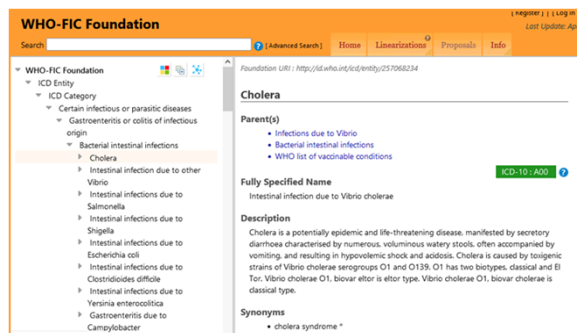 WHO-FIC Foundation
[ Register ] [ Log In
Last Update: Apr
Search
[ Advanced Search ]
Home
Linearizations
Proposals
Info
WHO-FIC Foundation
ICD Entity
ICD Category
Certain infectious or parasitic diseases
Gastroenteritis or colitis of infectious
origin
Bacterial intestinal infections
Cholera
Intestinal infection due to other
Vibrio
Intestinal infections due to
Salmonella
Intestinal infections due to
Shigella
Intestinal infections due to
Escherichia coli
Intestinal infections due to
Clostridioides difficile
Intestinal infections due to
Yersinia enterocolitica
Gastroenteritis due to
Campylobacter
Foundation URI : http://id.who.int/icd/entity/257068234
Cholera
Parent(s)
Infections due to Vibrio
Bacterial intestinal infections
WHO list of vaccinable conditions
ICD-10 : A00
Fully Specified Name
Intestinal infection due to Vibrio cholerae
Description
Cholera is a potentially epidemic and life-threatening disease, manifested by secretory
diarrhoea characterised by numerous, voluminous watery stools, often accompanied by
vomiting, and resulting in hypovolemic shock and acidosis. Cholera is caused by toxigenic
strains of Vibrio cholerae serogroups O1 and O139. O1 has two biotypes, classical and El
Tor. Vibrio cholerae O1, biovar eltor is eltor type. Vibrio cholerae O1, biovar cholerae is
classical type.
Synonyms
cholera syndrome *